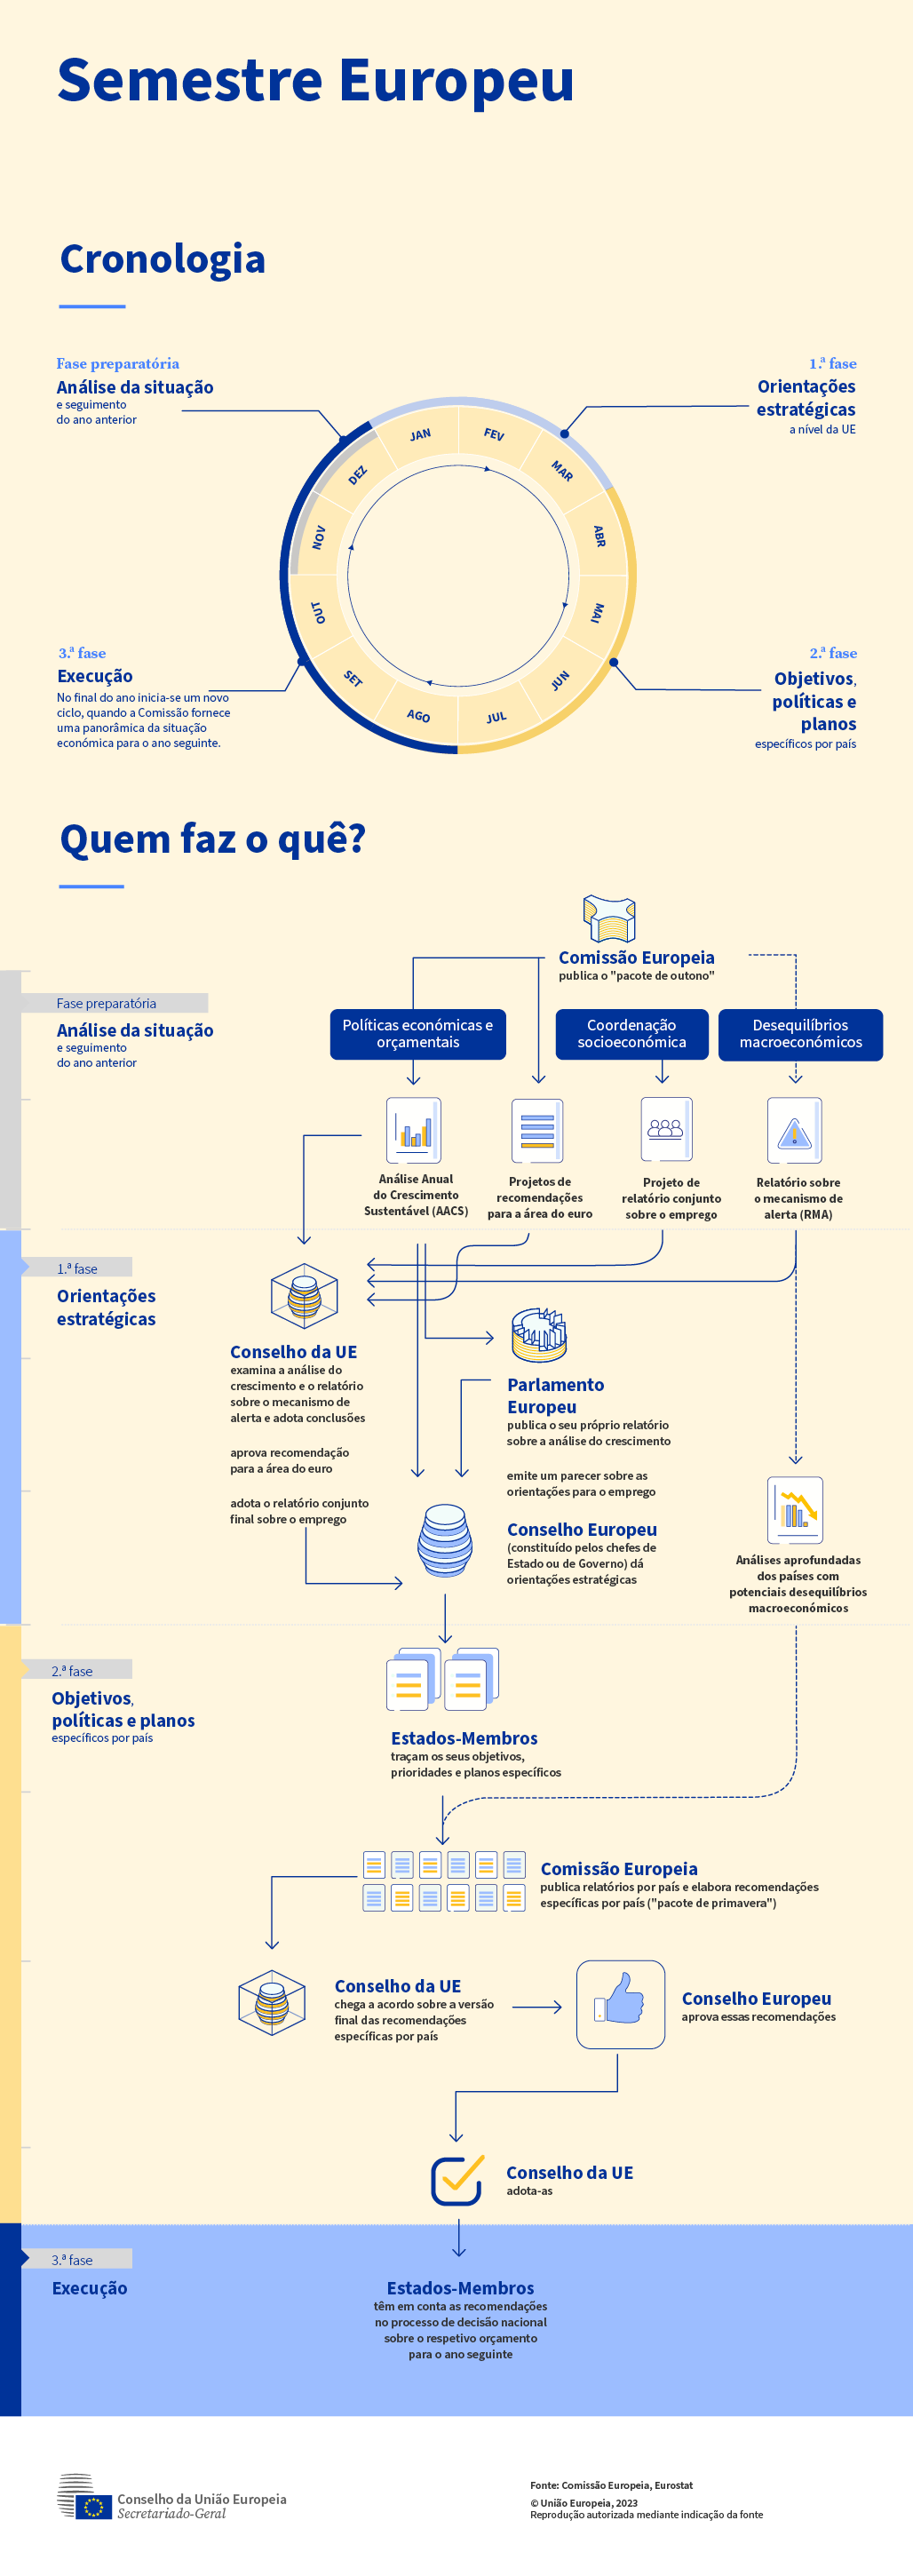 Semestre Europeu
Cronologia
Fase preparatória
Análise da situação
e seguimento
do ano anterior
1.ª fase
Orientações
estratégicas
a nível da UE
JAN
FEV
MAR
ABR
MAI
JUN
JUL
AGO
SET
OUT
NOV
DEZ
3.ª fase
Execução
No final do ano inicia-se um novo
ciclo, quando a Comissão fornece
uma panorâmica da situação
económica para o ano seguinte.
2.ª fase
Objetivos,
políticas e
planos
específicos por país
Quem faz o quê?
Comissão Europeia
publica o "pacote de outono"
Fase preparatória
Análise da situação
e seguimento
do ano anterior
Políticas económicas e
orçamentais
Coordenação
socioeconómica
Desequilíbrios
macroeconómicos
Análise Anual
do Crescimento
Sustentável (AACS)
Projetos de
recomendações
para a área do euro
Projeto de
relatório conjunto
sobre o emprego
Relatório sobre
o mecanismo de
alerta (RMA)
1.ª fase
Orientações
estratégicas
Conselho da UE
examina a análise do
crescimento e o relatório
sobre o mecanismo de
alerta e adota conclusões
aprova recomendação
para a área do euro
adota o relatório conjunto
final sobre o emprego
Parlamento
Europeu
publica o seu próprio relatório
sobre a análise do crescimento
emite um parecer sobre as
orientações para o emprego
Conselho Europeu
(constituído pelos chefes de
Estado ou de Governo) dá
orientações estratégicas
Análises aprofundadas
dos países com
potenciais desequilíbrios
macroeconómicos
2.ª fase
Objetivos,
políticas e planos
específicos por país
Estados-Membros
traçam os seus objetivos,
prioridades e planos específicos
Comissão Europeia
publica relatórios por país e elabora recomendações
específicas por país ("pacote de primavera")
Conselho da UE
chega a acordo sobre a versão
final das recomendações
específicas por país
Conselho Europeu
aprova essas recomendações
Conselho da UE
adota-as
3.ª fase
Execução
Estados-Membros
têm em conta as recomendações
no processo de decisão nacional
sobre o respetivo orçamento
para o ano seguinte
Conselho da União Europeia
Secretariado-Geral
Fonte: Comissão Europeia, Eurostat
© União Europeia, 2023
Reprodução autorizada mediante indicação da fonte